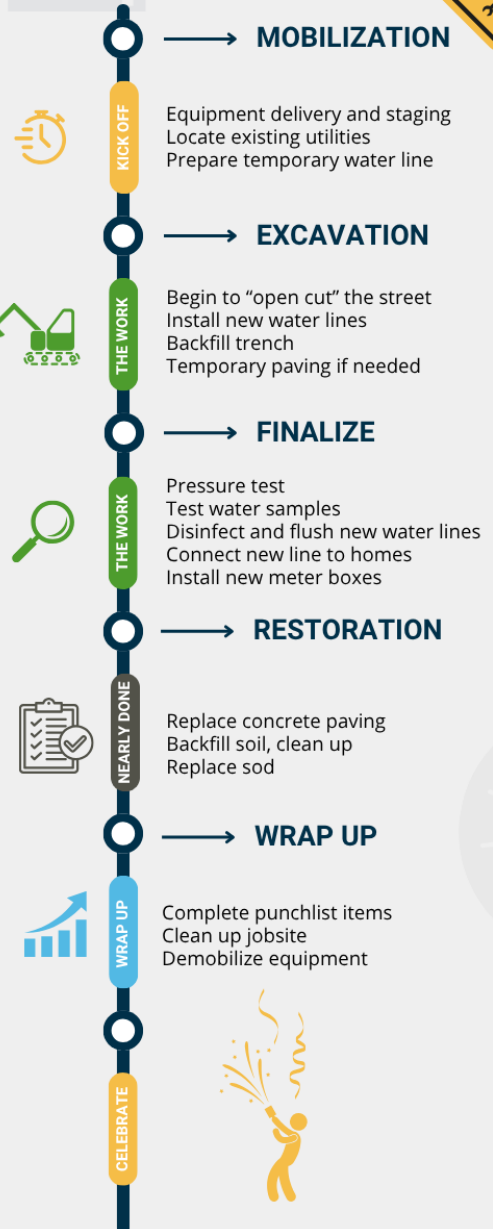 MOBILIZATION
KICK OFF
Equipment delivery and staging
Locate existing utilities
Prepare temporary water line
EXCAVATION
THE WORK
Begin to “open cut” the street
Install new water lines
Backfill trench
Temporary paving if needed
FINALIZE
THE WORK
Pressure test
Test water samples
Disinfect and flush new water lines
Connect new line to homes
Install new meter boxes
RESTORATION
NEARLY DONE
Replace concrete paving
Backfill soil, clean up
Replace sod
WRAP UP
WRAP UP
Complete punchlist items
Clean up jobsite
Demobilize equipment
CELEBRATE